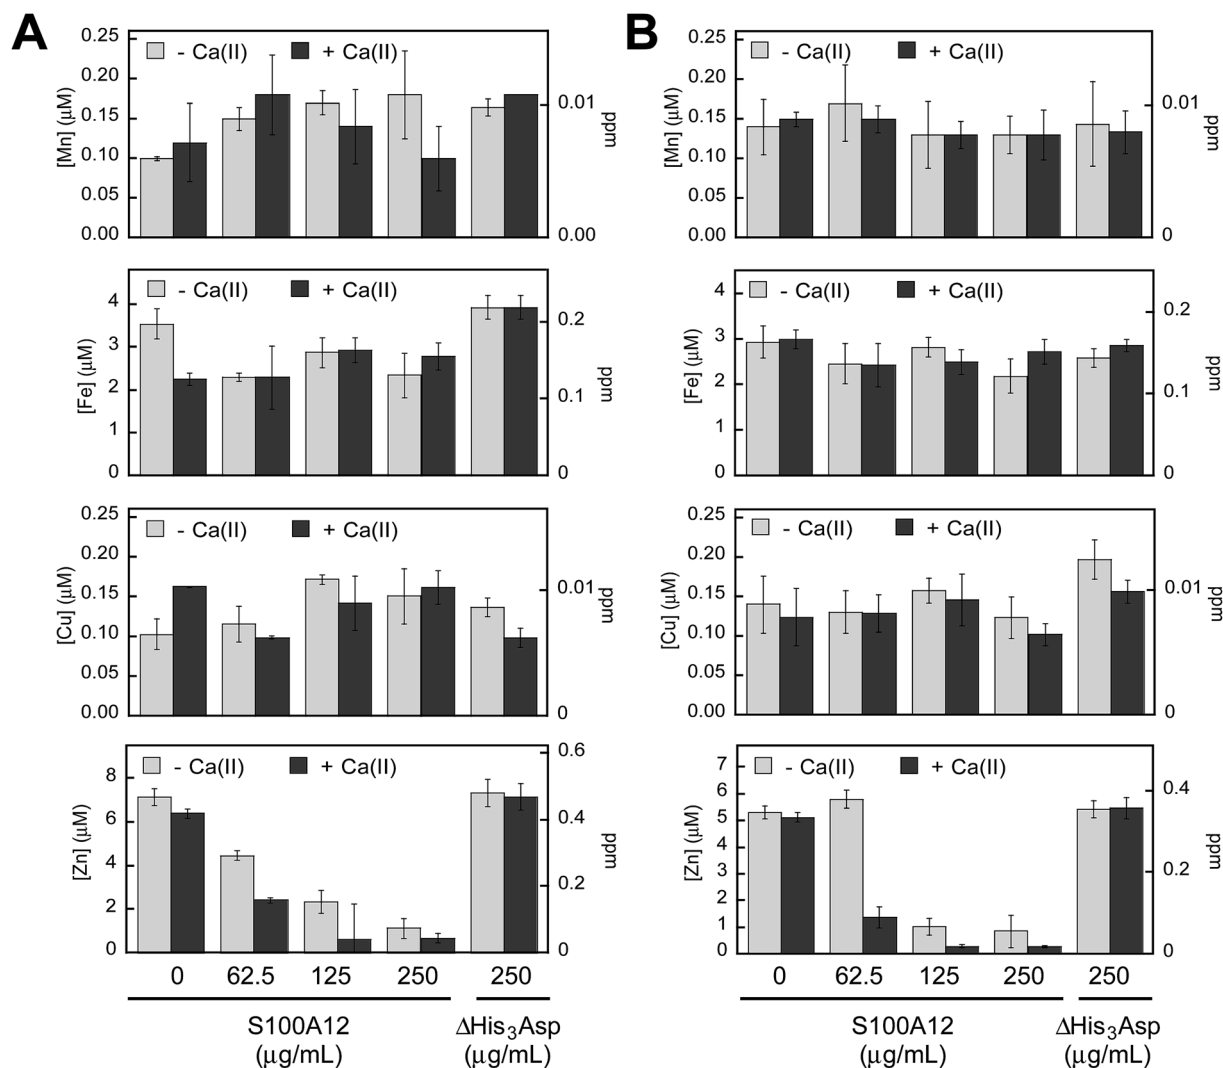 A
- Ca(II) + Ca(II)
[Mn] (μM)
0.25
0.20
0.15
0.10
0.05
0.00
0.01
0.00
ppm
- Ca(II) + Ca(II)
[Fe] (μM)
4
3
2
1
0
0.2
0.1
0
ppm
- Ca(II) + Ca(II)
[Cu] (μM)
0.25
0.20
0.15
0.10
0.05
0.00
0.01
0
ppm
- Ca(II) + Ca(II)
[Zn] (μM)
8
6
4
2
0
0.6
0.4
0.2
0
ppm
0 62.5 125 250 250
S100A12 ΔHis3Asp
(μg/mL) (μg/mL)
B
- Ca(II) + Ca(II)
[Mn] (μM)
0.25
0.20
0.15
0.10
0.05
0.00
0.01
0
ppm
- Ca(II) + Ca(II)
[Fe] (μM)
4
3
2
1
0
0.2
0.1
0
ppm
- Ca(II) + Ca(II)
[Cu] (μM)
0.25
0.20
0.15
0.10
0.05
0.00
0.01
0
ppm
- Ca(II) + Ca(II)
[Zn] (μM)
7
6
5
4
3
2
1
0
0.4
0.2
0
ppm
0 62.5 125 250 250
S100A12 ΔHis3Asp
(μg/mL) (μg/mL)